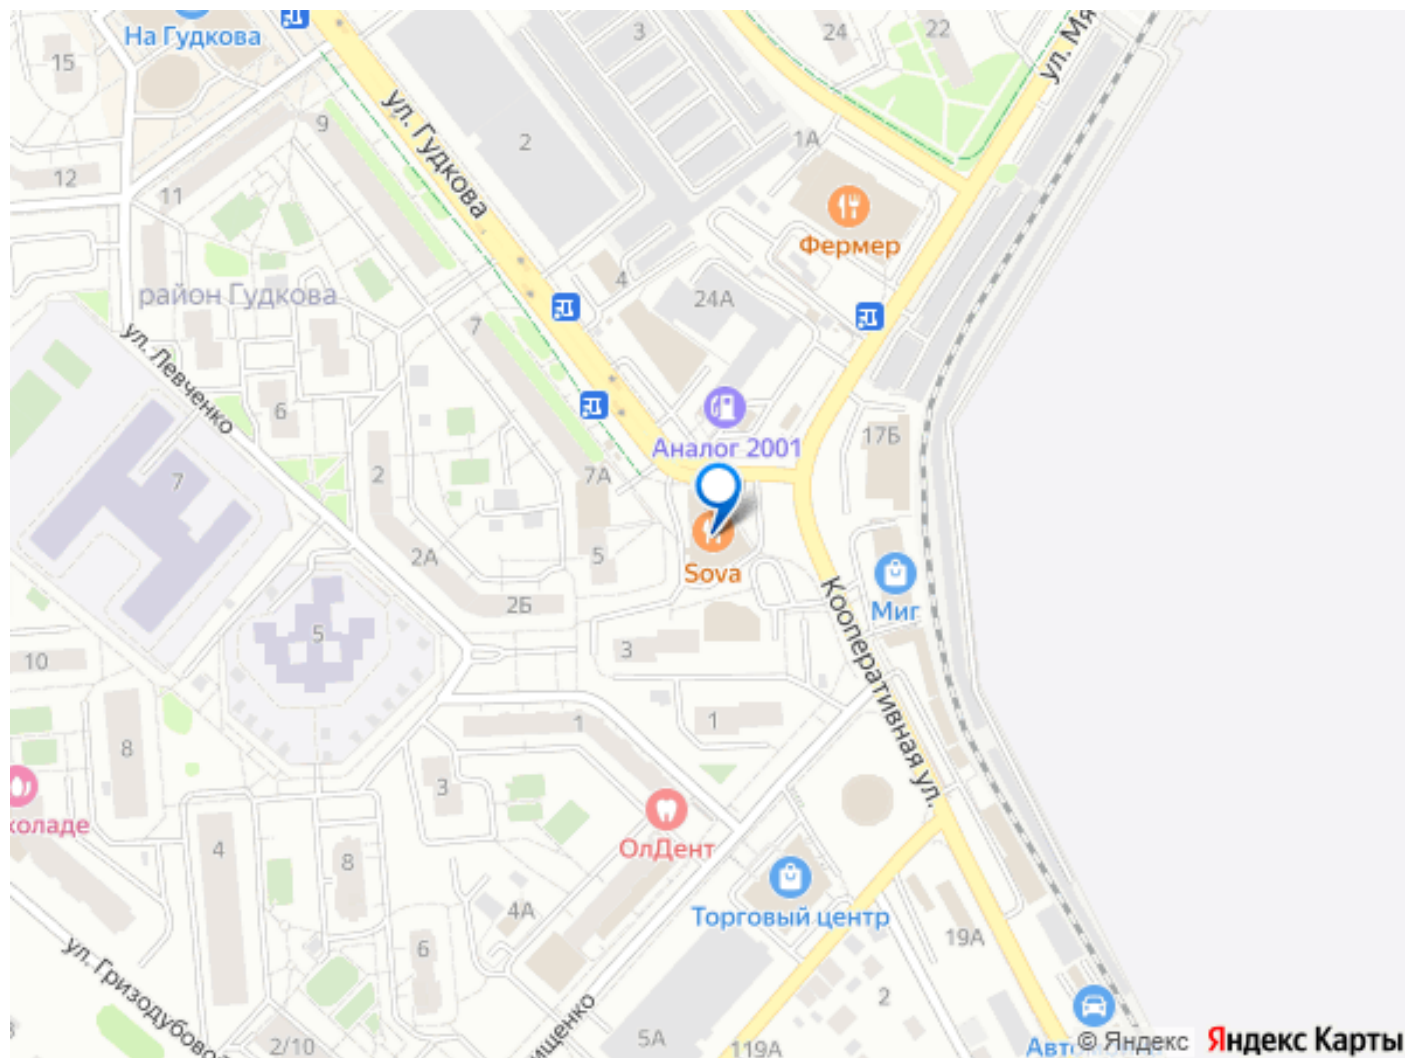 На Гудкова
15
9
2
3
24
22
ул. Мя
ул. Гудкова
1А
12
11
Фермер
4
24А
район Гудкова
7
ул. Левченко
6
Аналог 2001
17Б
2
7А
7
5
2А
Sova
2Б
Миг
5
3
10
Кооперативная ул.
1
1
8
3
коладе
ОлДент
4
8
4А
Торговый центр
19А
6
ул. Гризодубовой
2
ищенко
2/10
5А
119А
© Яндекс
Яндекс Карты